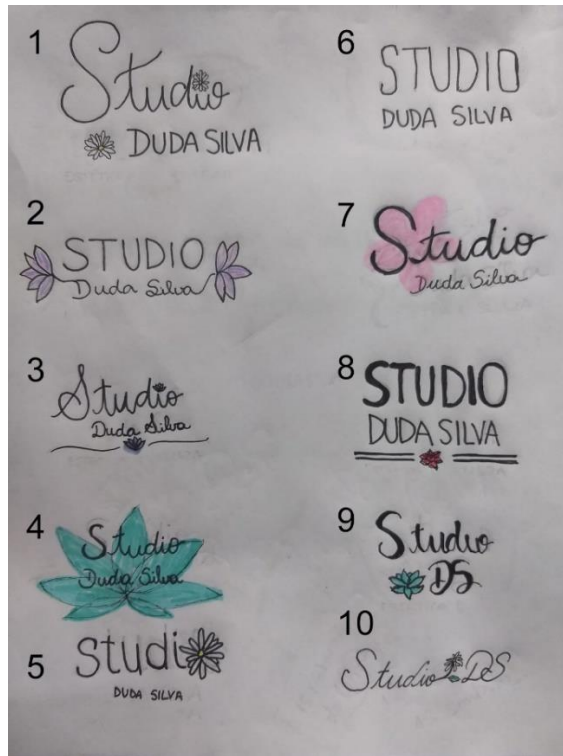 1
Studio
DUDA SILVA
2
STUDIO
Duda Silva
3
Studio
Duda Silva
4
Studio
Duda Silva
5
Studio
DUDA SILVA
6
STUDIO
DUDA SILVA
7
Studio
Duda Silva
8
STUDIO
DUDA SILVA
9
Studio
DS
10
Studio DS